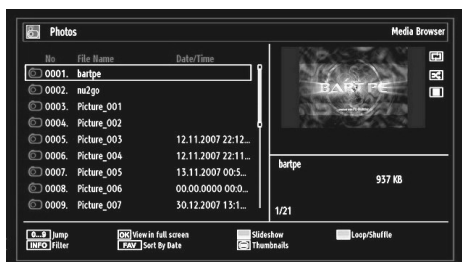 Photos Media Browser
No File Name Date/Time
0001. bartpe
0002. nu2go
0003. Picture_001
0004. Picture_002
0005. Picture_003 12.11.2007 22:12...
0006. Picture_004 12.11.2007 22:11...
0007. Picture_005 13.11.2007 00:5...
0008. Picture_006 00.00.0000 00:0...
0009. Picture_007 30.12.2007 13:1...
BART PE
bartpe
937 KB
1/21
0...9 Jump OK View in full screen Slideshow Loop/Shuffle
INFO Filter FAV Sort By Date Thumbnails